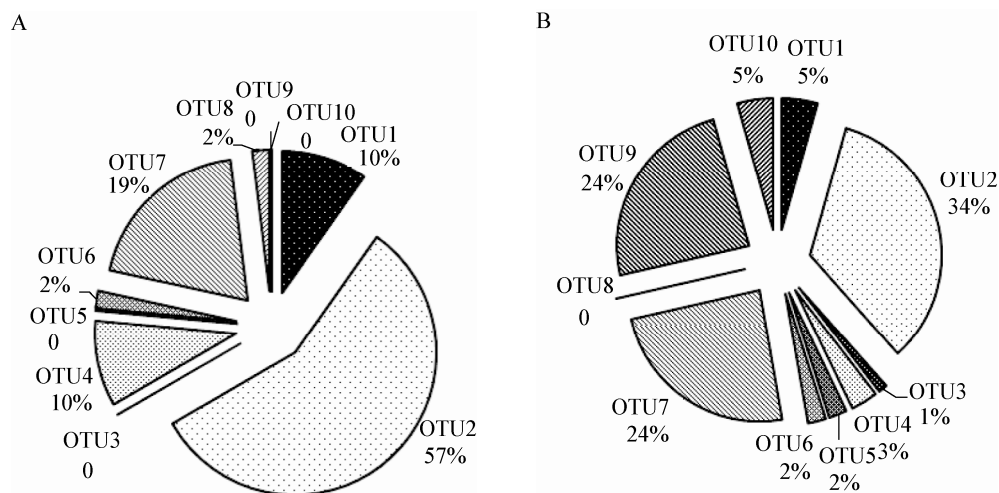 A
OTU9
0
OTU8
2%
OTU10
0
OTU1
10%
OTU7
19%
OTU6
2%
OTU5
0
OTU4
10%
OTU3
0
OTU2
57%
B
OTU10
5%
OTU1
5%
OTU9
24%
OTU2
34%
OTU8
0
OTU7
24%
OTU3
1%
OTU4
3%
OTU6
2%
OTU5
2%